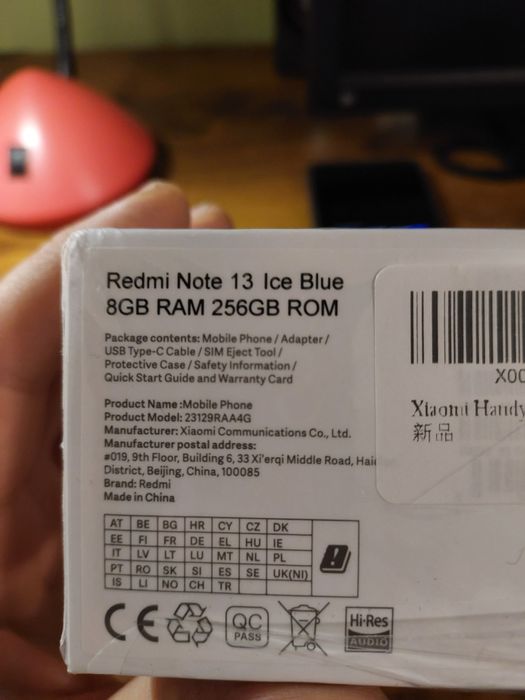 Redmi Note 13 Ice Blue
8GB RAM 256GB ROM
Package contents: Mobile Phone / Adapter /
USB Type-C Cable / SIM Eject Tool /
Protective Case / Safety Information /
Quick Start Guide and Warranty Card
Product Name :Mobile Phone
Product Model: 23129RAA4G
Manufacturer: Xiaomi Communications Co., Ltd.
Manufacturer postal address:
#019, 9th Floor, Building 6, 33 Xi'erqi Middle Road, Hai
District, Beijing, China, 100085
Brand: Redmi
Made in China
X00
Xiaomi Handy
新品
AT BE BG HR CY CZ DK
EE FI FR DE EL HU IE
IT LV LT LU MT NL PL
PT RO SK SI ES SE UK(NI)
IS LI NO CH TR
CE
QC
PASS
Hi-Res
AUDIO